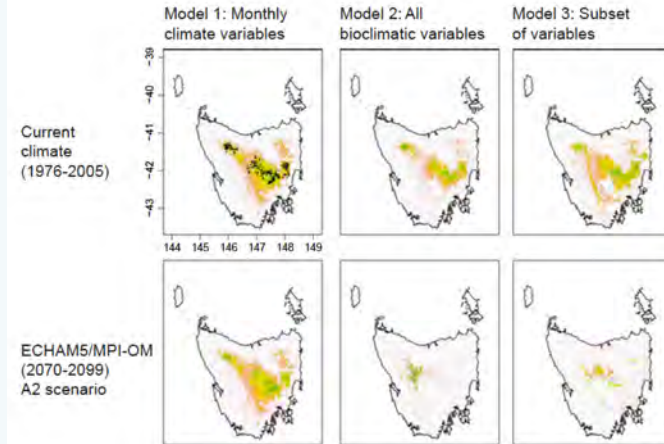 Model 1: Monthly
climate variables
Model 2: All
bioclimatic variables
Model 3: Subset
of variables
Current
climate
(1976-2005)
-39
-40
-41
-42
-43
144 145 146 147 148 149
ECHAM5/MPI-OM
(2070-2099)
A2 scenario